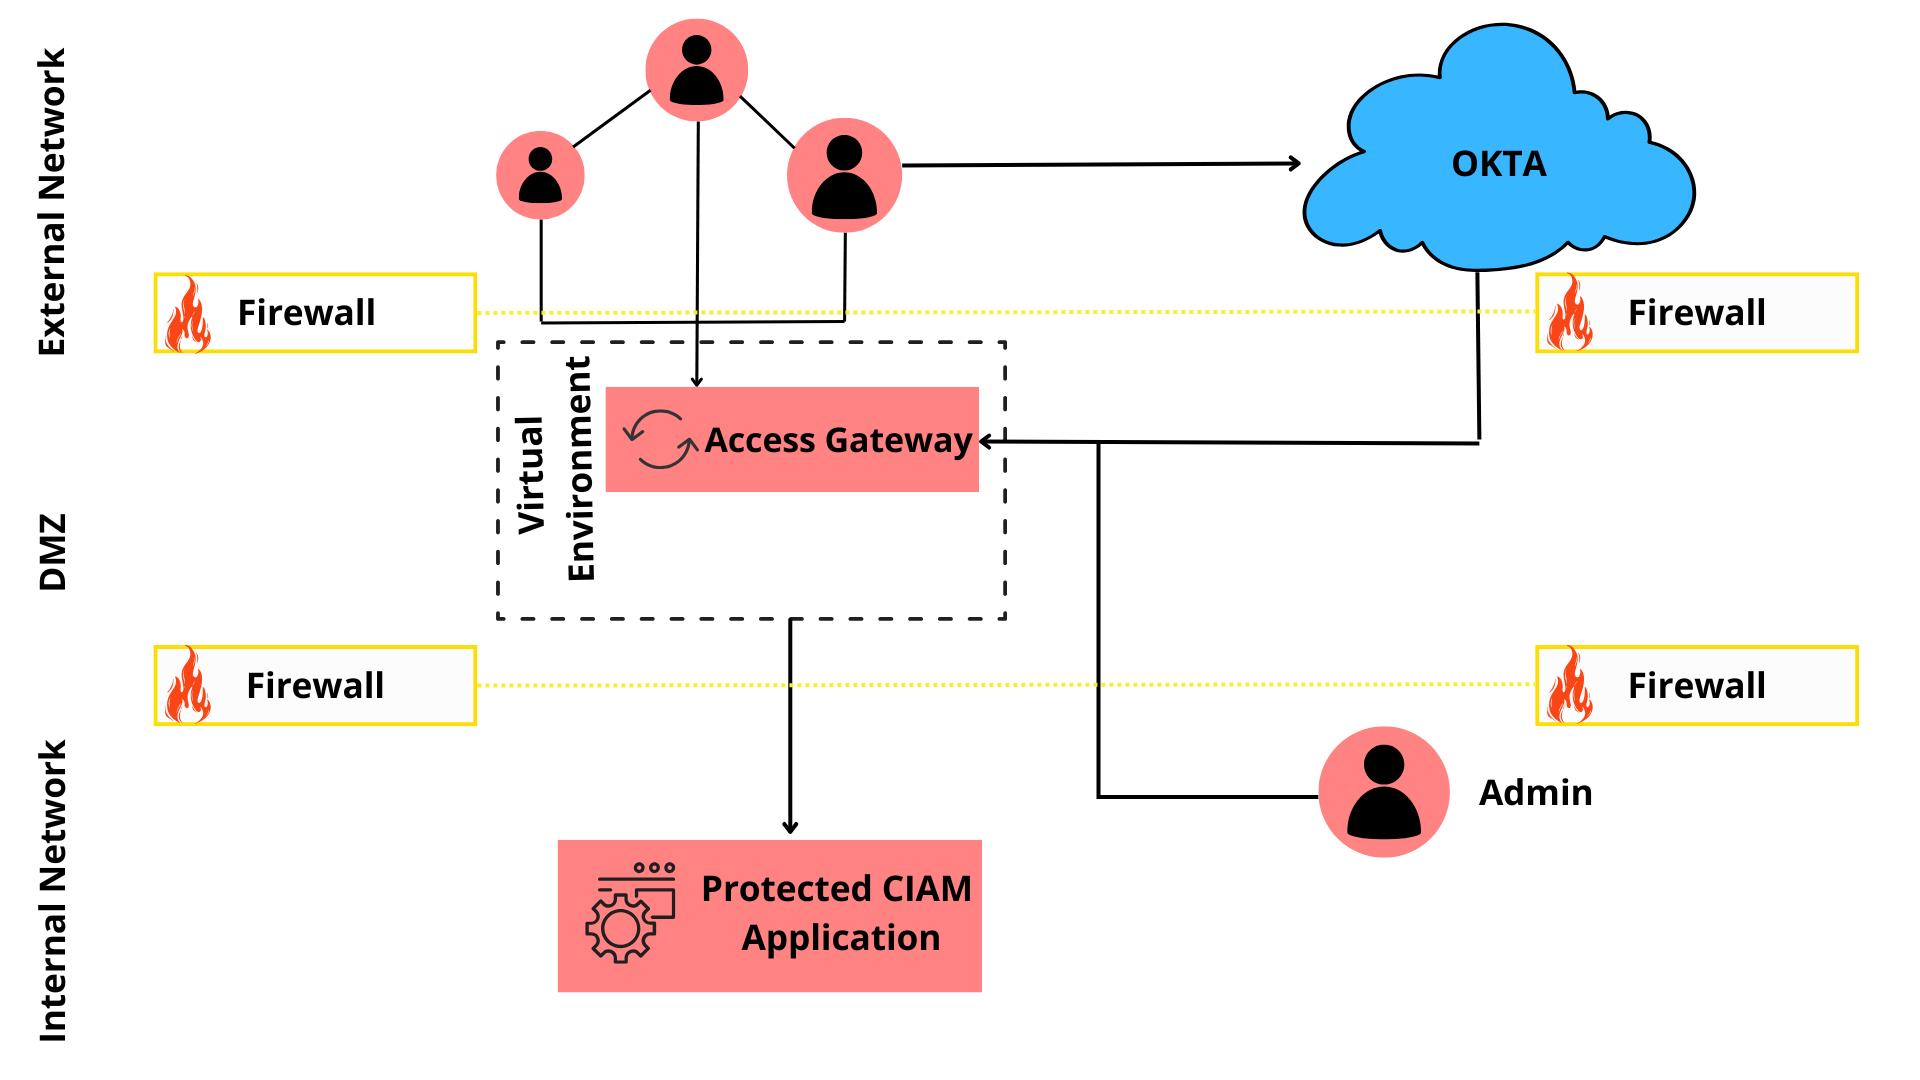 External Network
OKTA
Firewall
Firewall
Virtual
Environment
Access Gateway
DMZ
Firewall
Firewall
Internal Network
Admin
Protected CIAM
Application